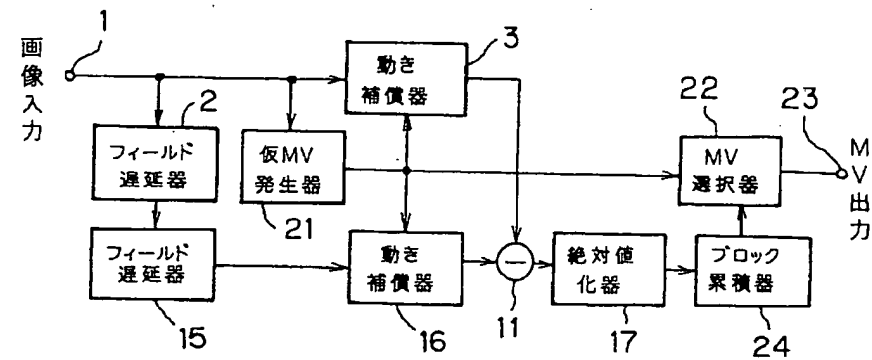 画像入力
1
2
フィールド
遅延器
フィールド
遅延器
15
仮MV
発生器
21
動き
補償器
3
動き
補償器
16
−
11
絶対値
化器
17
MV
選択器
22
ブロック
累積器
24
23
MV出力